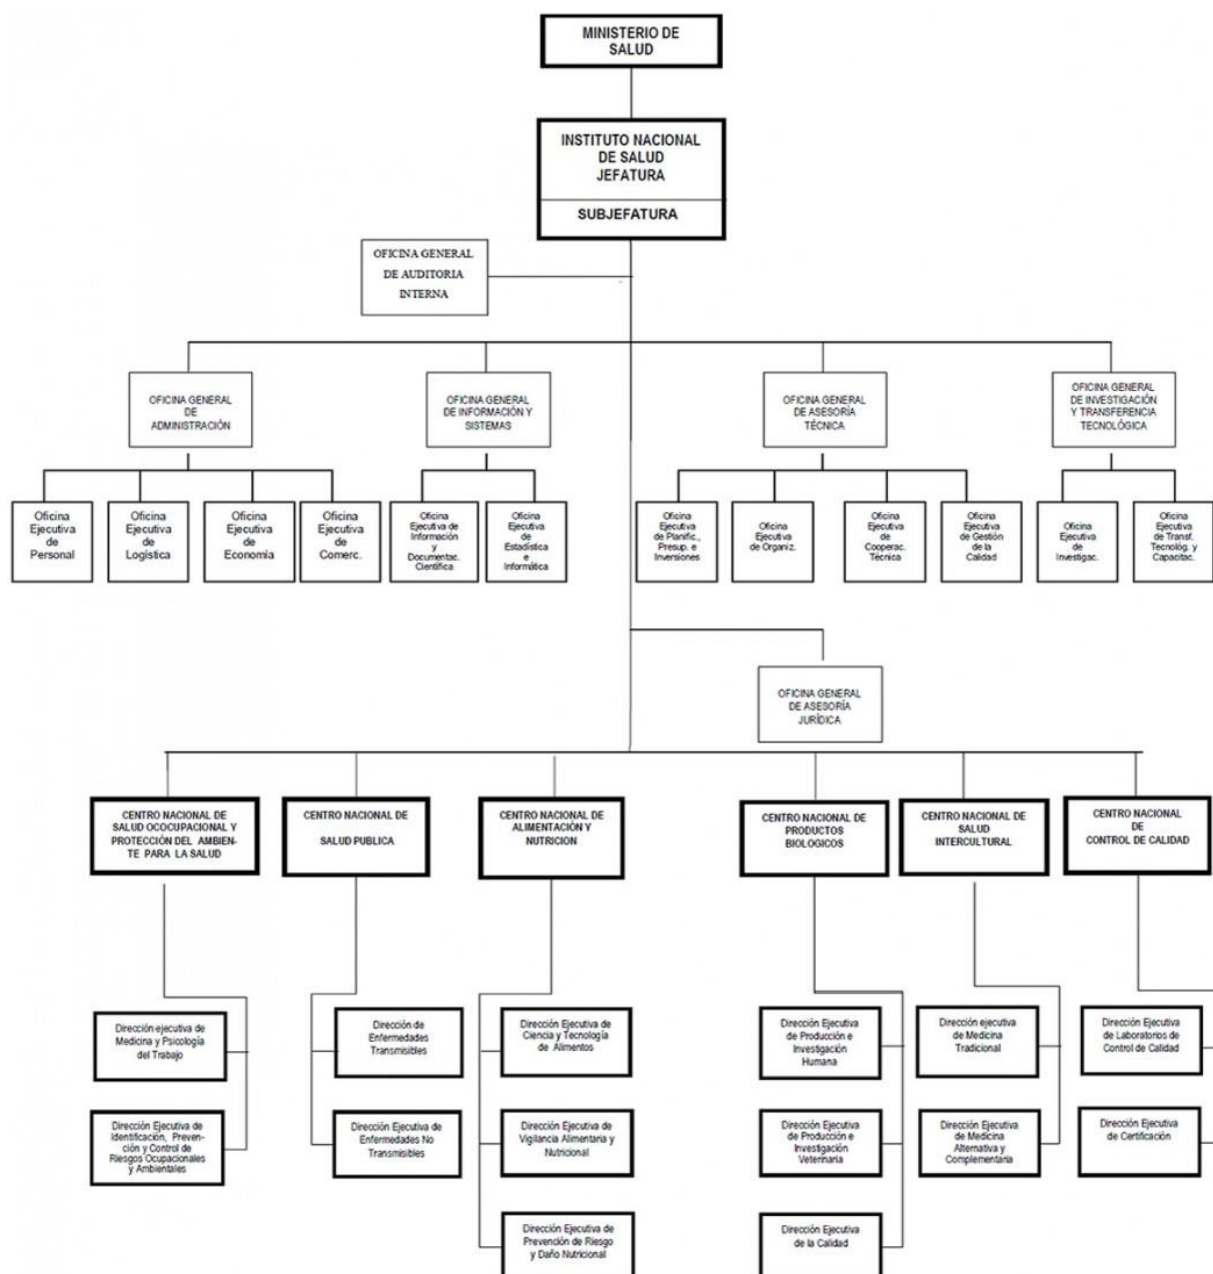 MINISTERIO DE
SALUD
INSTITUTO NACIONAL
DE SALUD
JEFATURA
SUBJEFATURA
OFICINA GENERAL
DE AUDITORIA
INTERNA
OFICINA GENERAL
DE
ADMINISTRACIÓN
OFICINA GENERAL
DE INFORMACIÓN Y
SISTEMAS
OFICINA GENERAL
DE ASESORÍA
TÉCNICA
OFICINA GENERAL
DE INVESTIGACIÓN
Y TRANSFERENCIA
TECNOLÓGICA
Oficina
Ejecutiva
de
Personal
Oficina
Ejecutiva
de
Logística
Oficina
Ejecutiva
de
Economía
Oficina
Ejecutiva
de
Comerc.
Oficina
Ejecutiva de
Información
y
Documentac.
Científica
Oficina
Ejecutiva
de
Estadística
e
Informática
Oficina
Ejecutiva
de Planific.,
Presup. e
Inversiones
Oficina
Ejecutiva
de Organiz.
Oficina
Ejecutiva
de
Cooperac.
Técnica
Oficina
Ejecutiva
de Gestión
de la
Calidad
Oficina
Ejecutiva
de
Investigac.
Oficina
Ejecutiva
de Transf.
Tecnológ. y
Capacitac.
OFICINA GENERAL
DE ASESORÍA
JURÍDICA
CENTRO NACIONAL DE
SALUD OCOCUPACIONAL Y
PROTECCIÓN DEL AMBIEN-
TE PARA LA SALUD
CENTRO NACIONAL DE
SALUD PUBLICA
CENTRO NACIONAL DE
ALIMENTACIÓN Y
NUTRICION
CENTRO NACIONAL DE
PRODUCTOS
BIOLOGICOS
CENTRO NACIONAL DE
SALUD
INTERCULTURAL
CENTRO NACIONAL
DE
CONTROL DE CALIDAD
Dirección ejecutiva de
Medicina y Psicología
del Trabajo
Dirección de
Enfermedades
Transmisibles
Dirección Ejecutiva de
Ciencia y Tecnología
de Alimentos
Dirección Ejecutiva
de Producción e
Investigación
Humana
Dirección ejecutiva
de Medicina
Tradicional
Dirección Ejecutiva
de Laboratorios de
Control de Calidad
Dirección Ejecutiva de
Identificación, Preven-
ción y Control de
Riesgos Ocupacionales
y Ambientales
Dirección Ejecutiva de
Enfermedades No
Transmisibles
Dirección Ejecutiva
de
Vigilancia Alimentaria y
Nutricional
Dirección Ejecutiva
de Producción e
Investigación
Veterinaria
Dirección Ejecutiva
de Medicina
Alternativa y
Complementaria
Dirección Ejecutiva
de Certificación
Dirección Ejecutiva de
Prevención de Riesgo
y Daño Nutricional
Dirección Ejecutiva
de la Calidad